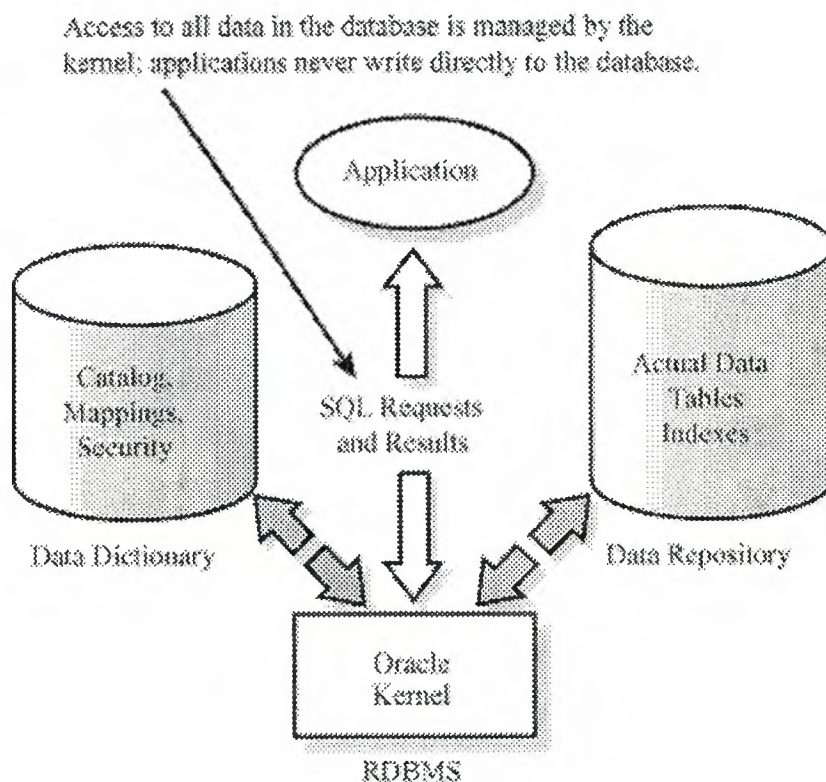 Access to all data in the database is managed by the
kernel; applications never write directly to the database.
Application
Catalog,
Mappings,
Security
Data Dictionary
SQL Requests
and Results
Actual Data
Tables
Indexes
Data Repository
Oracle
Kernel
RDBMS